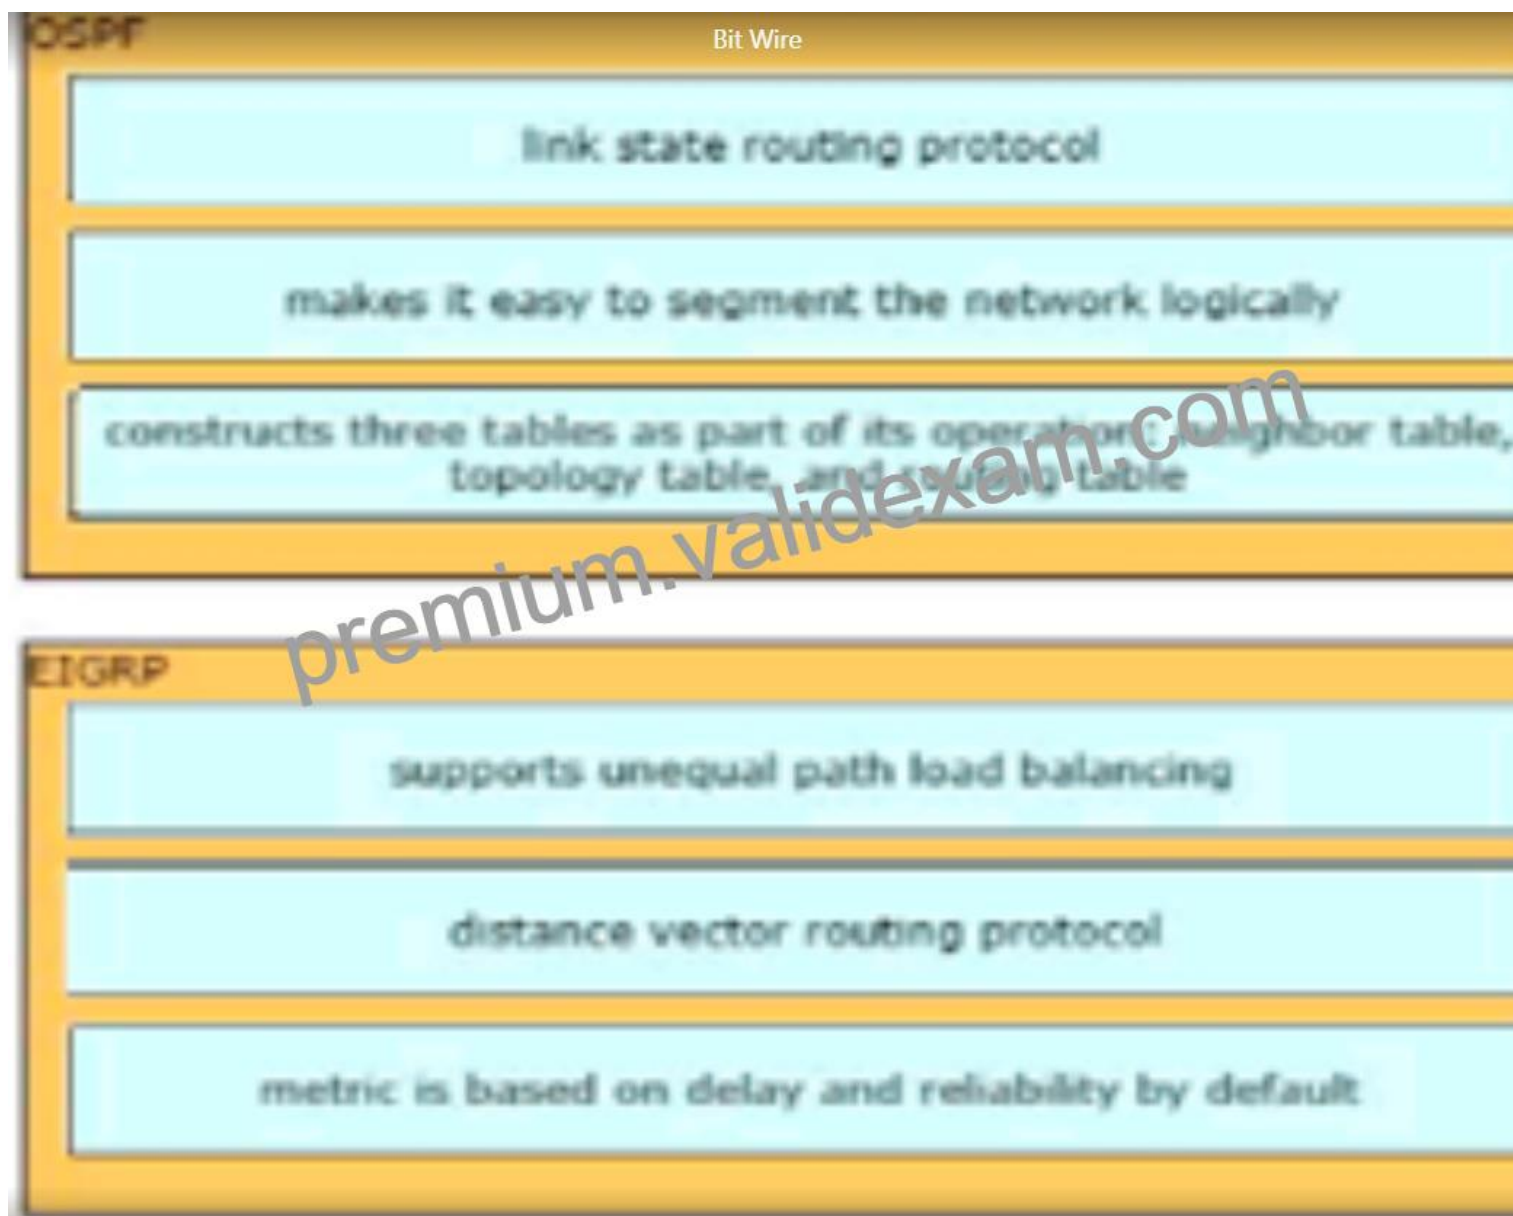 OSPF
Bit Wire
link state routing protocol
makes it easy to segment the network logically
constructs three tables as part of its operation: neighbor table,
topology table, and routing table
premium.validexam.com
EIGRP
supports unequal path load balancing
distance vector routing protocol
metric is based on delay and reliability by default